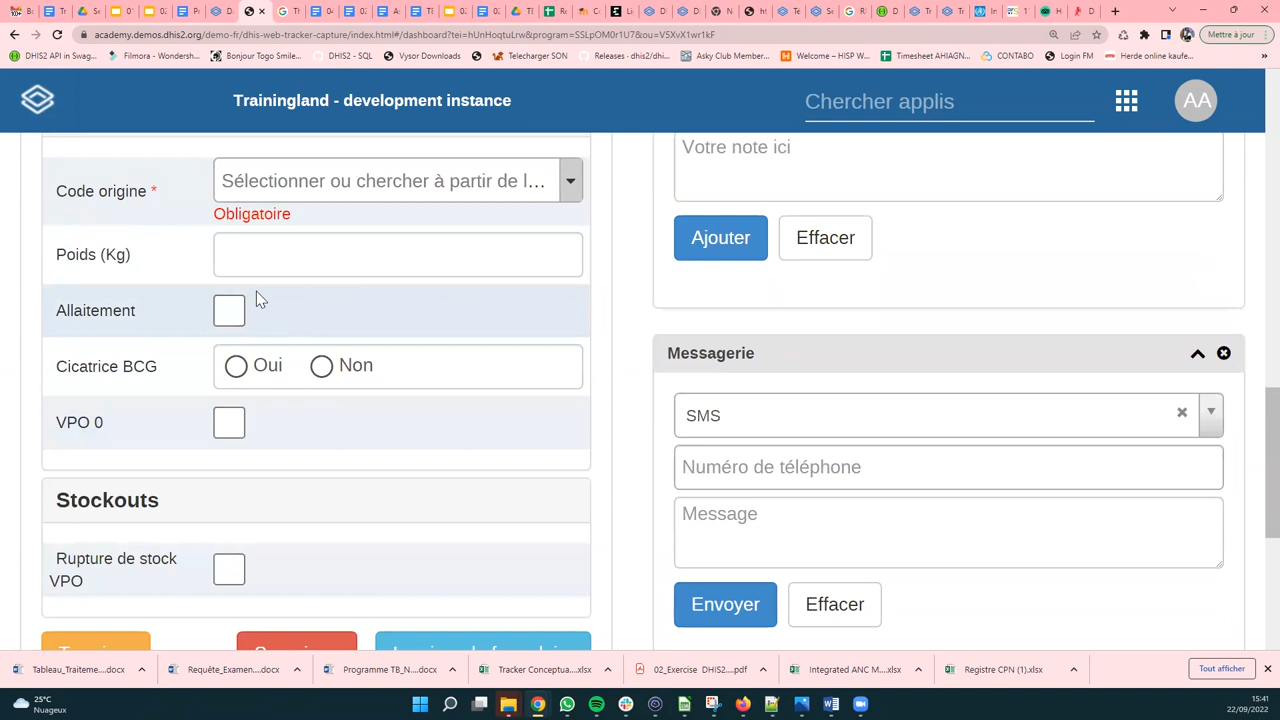 academy.demos.dhis2.org/demo-fr/dhis-web-tracker-capture/index.html#/dashboard?tei=hUnHoqtuLrw&program=SSLpOM0r1U7&ou=V5XvX1wr1kF
Mettre à jour
DHIS2 API in Swag...
Filmora - Wondersh...
Bonjour Togo Smile...
DHIS2 - SQL
Vym - Downloads
Telecharger SON
Releases · dhis2/dhi...
Asky Club Member...
Welcome – HISP W...
Timesheet AHIAGN...
CONTABO
Login FM
Herde online kaufe...
Trainingland - development instance
Chercher applis
AA
Code origine *
Sélectionner ou chercher à partir de l...
Obligatoire
Poids (Kg)
Allaitement
Cicatrice BCG
Oui
Non
VPO 0
Stockouts
Rupture de stock
VPO
Votre note ici
Ajouter
Effacer
Messagerie
SMS
Numéro de téléphone
Message
Envoyer
Effacer
Tableau_Traiteme....docx
Requête_Examen....docx
Programme TB_N....docx
Tracker Conceptua....xlsx
02_Exercise DHIS2....pdf
Integrated ANC M....xlsx
Registre CPN (1).xlsx
Tout afficher
25°C
Nuageux
15:41
22/09/2022